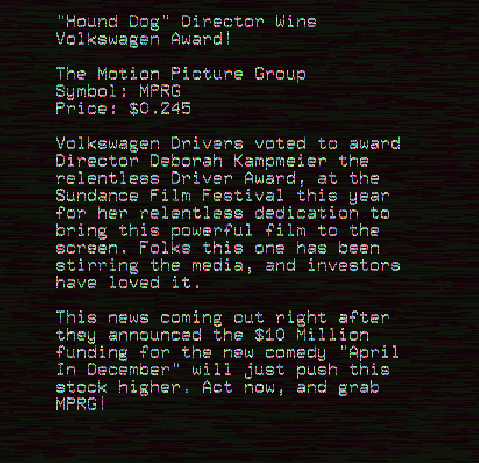 "Hound Dog" Director Wins
Volkswagen Award!
The Motion Picture Group
Symbol: MPRG
Price: $0.245
Volkswagen Drivers voted to award
Director Deborah Kampmeier the
relentless Driver Award, at the
Sundance Film Festival this year
for her relentless dedication to
bring this powerful film to the
screen. Folks this one has been
stirring the media, and investors
have loved it.
This news coming out right after
they announced the $10 Million
funding for the new comedy "April
In December" will just push this
stock higher. Act now, and grab
MPRG!